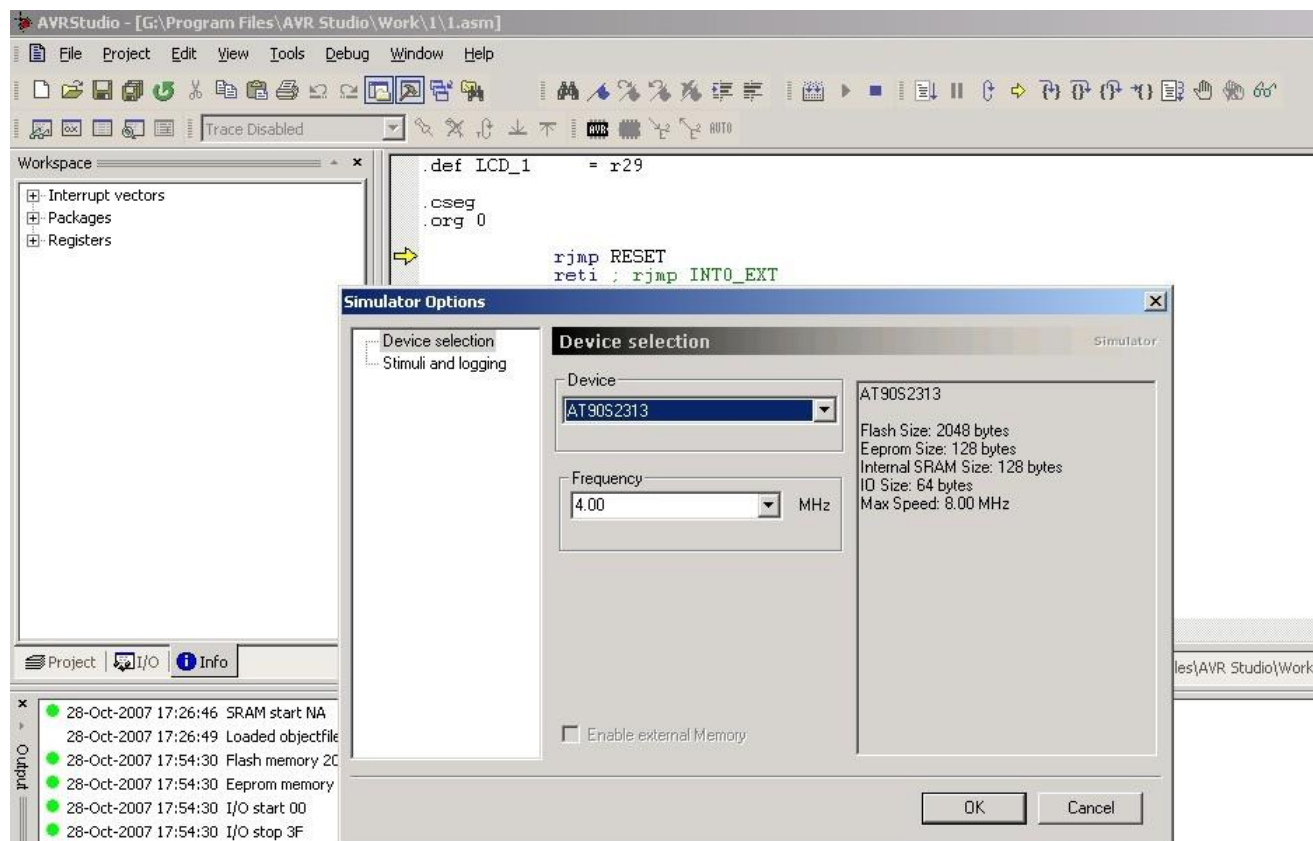 AVRStudio - [G:\Program Files\AVR Studio\Work\1\1.asm]
File Project Edit View Tools Debug Window Help
Trace Disabled
AVR
AUTO
Workspace
Interrupt vectors
Packages
Registers
Project I/O Info
.def LCD_1 = r29
.cseg
.org 0
rjmp RESET
reti ; rjmp INT0_EXT
Simulator Options
Device selection
Stimuli and logging
Device selection
Simulator
Device
AT90S2313
Frequency
4.00 MHz
Enable external Memory
AT90S2313
Flash Size: 2048 bytes
Eeprom Size: 128 bytes
Internal SRAM Size: 128 bytes
IO Size: 64 bytes
Max Speed: 8.00 MHz
OK Cancel
les\AVR Studio\Work
Output
28-Oct-2007 17:26:46 SRAM start NA
28-Oct-2007 17:26:49 Loaded objectfile
28-Oct-2007 17:54:30 Flash memory 20
28-Oct-2007 17:54:30 Eeprom memory
28-Oct-2007 17:54:30 I/O start 00
28-Oct-2007 17:54:30 I/O stop 3F